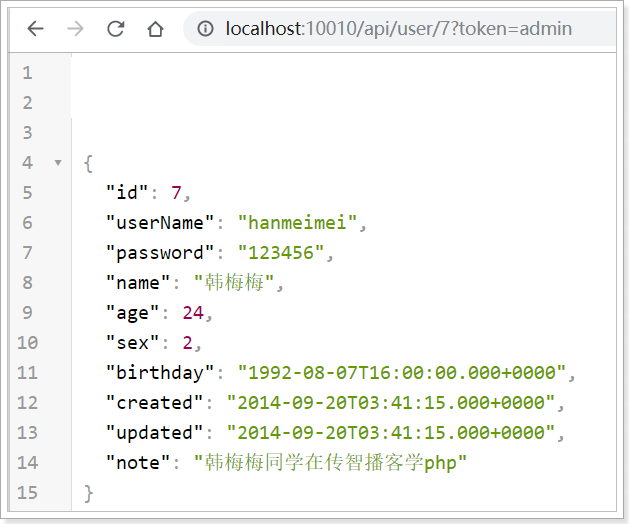 localhost:10010/api/user/7?token=admin
1
2
3
4 {
5 "id": 7,
6 "userName": "hanmeimei",
7 "password": "123456",
8 "name": "韩梅梅",
9 "age": 24,
10 "sex": 2,
11 "birthday": "1992-08-07T16:00:00.000+0000",
12 "created": "2014-09-20T03:41:15.000+0000",
13 "updated": "2014-09-20T03:41:15.000+0000",
14 "note": "韩梅梅同学在传智播客学php"
15 }